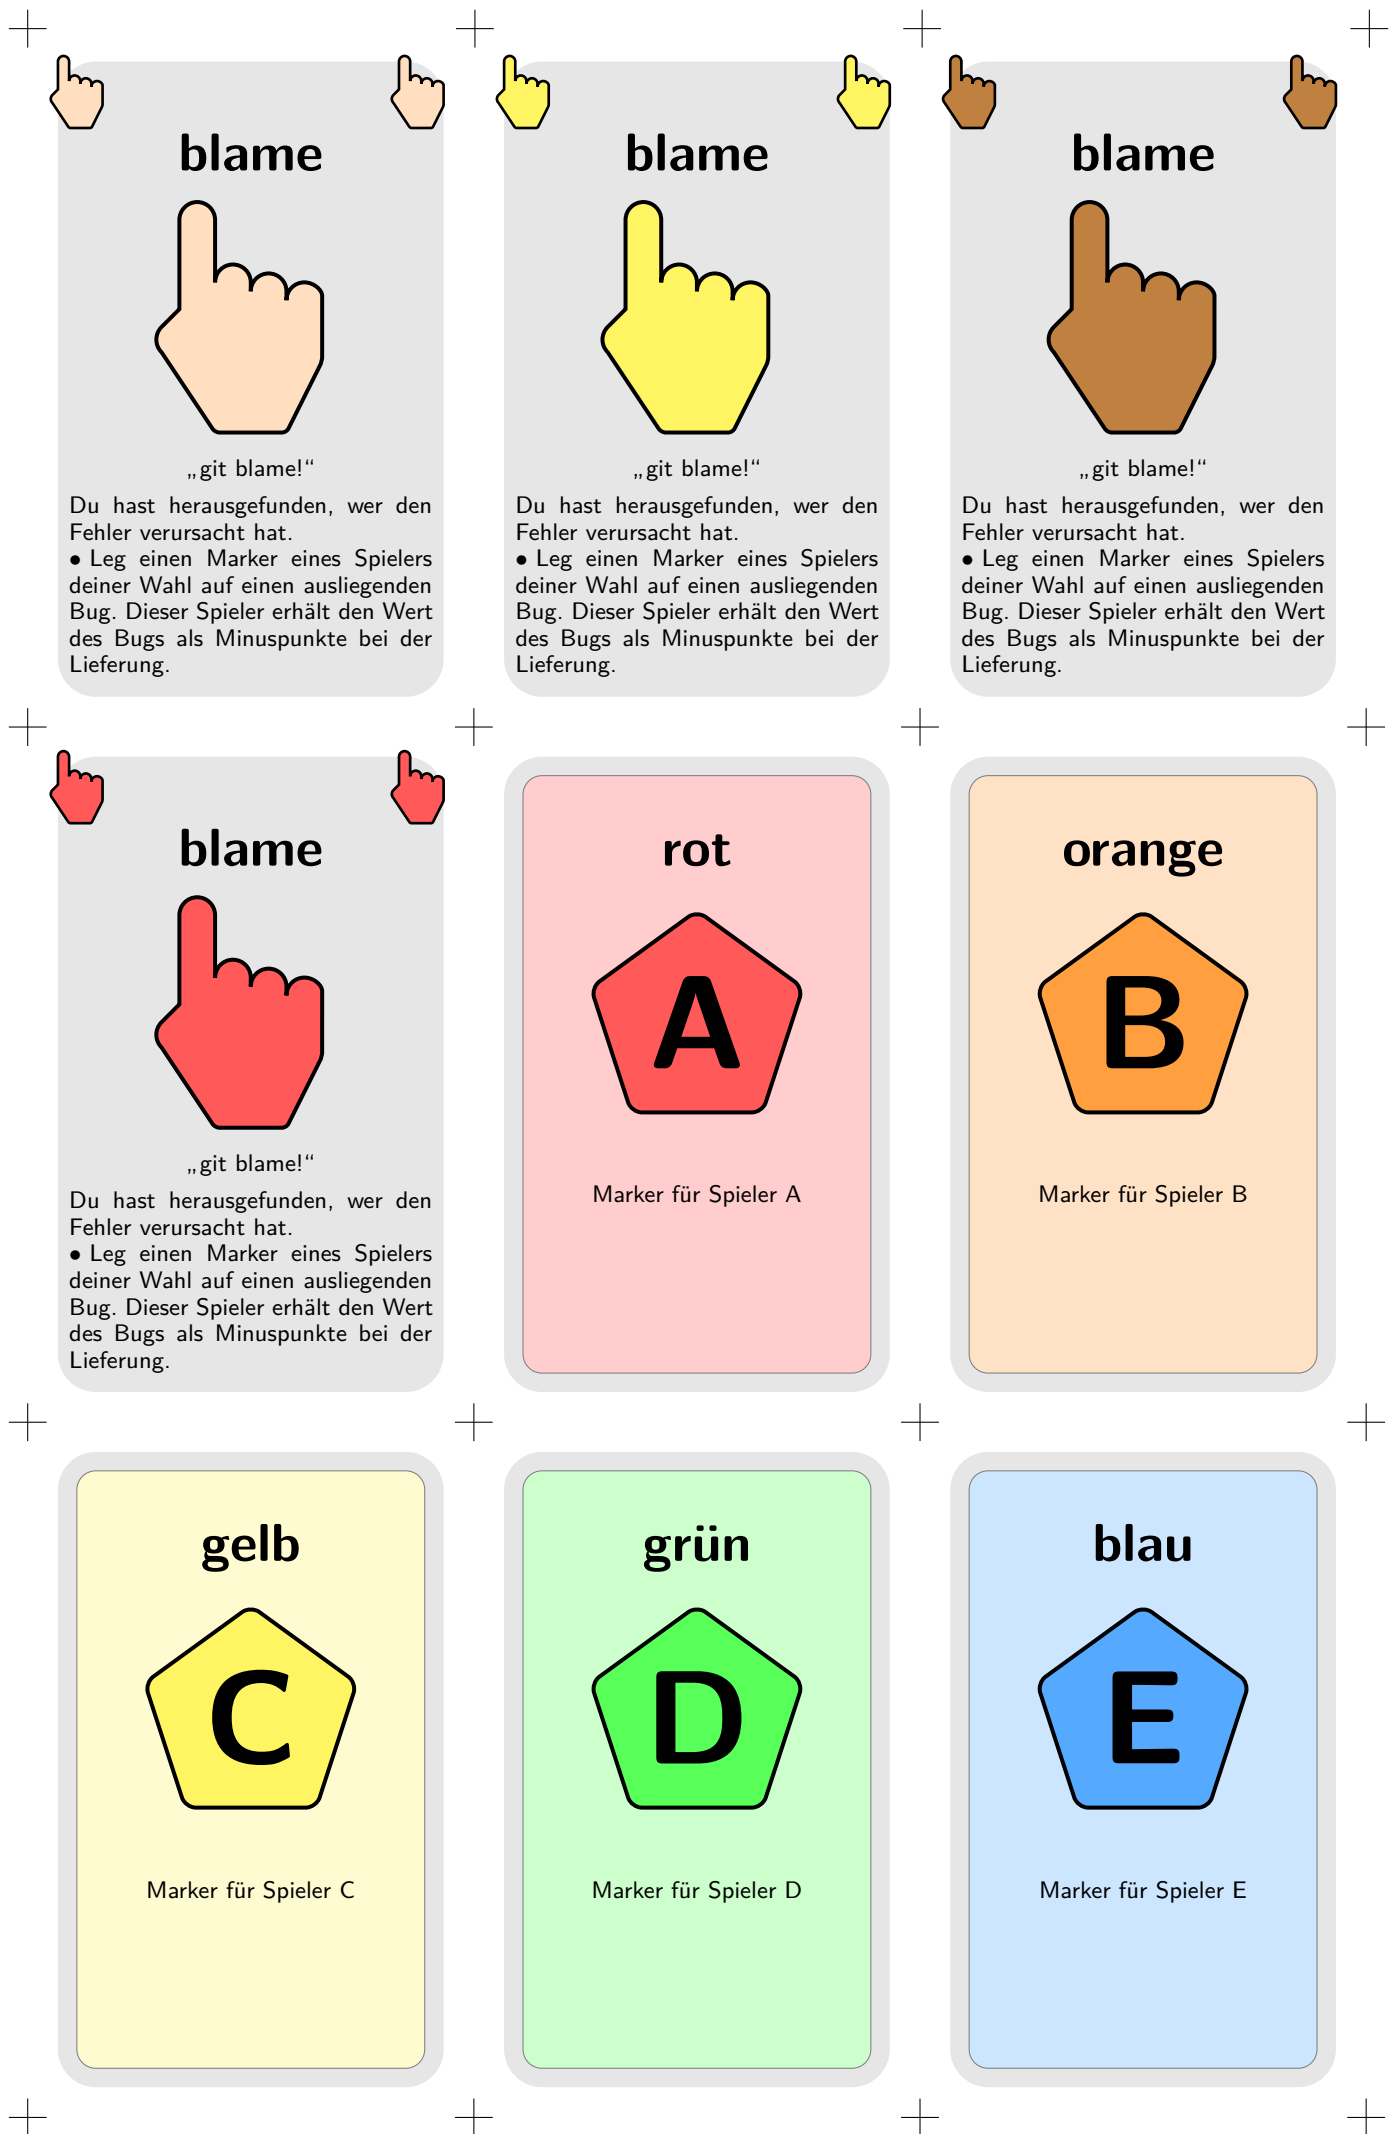 blame
„git blame!“
Du hast herausgefunden, wer den
Fehler verursacht hat.
• Leg einen Marker eines Spielers
deiner Wahl auf einen ausliegenden
Bug. Dieser Spieler erhält den Wert
des Bugs als Minuspunkte bei der
Lieferung.
blame
„git blame!“
Du hast herausgefunden, wer den
Fehler verursacht hat.
• Leg einen Marker eines Spielers
deiner Wahl auf einen ausliegenden
Bug. Dieser Spieler erhält den Wert
des Bugs als Minuspunkte bei der
Lieferung.
blame
„git blame!“
Du hast herausgefunden, wer den
Fehler verursacht hat.
• Leg einen Marker eines Spielers
deiner Wahl auf einen ausliegenden
Bug. Dieser Spieler erhält den Wert
des Bugs als Minuspunkte bei der
Lieferung.
blame
„git blame!“
Du hast herausgefunden, wer den
Fehler verursacht hat.
• Leg einen Marker eines Spielers
deiner Wahl auf einen ausliegenden
Bug. Dieser Spieler erhält den Wert
des Bugs als Minuspunkte bei der
Lieferung.
rot
A
Marker für Spieler A
orange
B
Marker für Spieler B
gelb
C
Marker für Spieler C
grün
D
Marker für Spieler D
blau
E
Marker für Spieler E